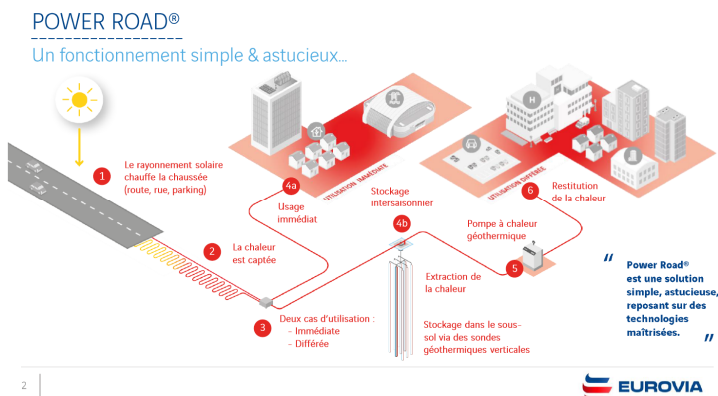 POWER ROAD®
Un fonctionnement simple & astucieux...
1
Le rayonnement solaire
chauffe la chaussée
(route, rue, parking)
2
La chaleur
est captée
3
Deux cas d'utilisation :
- Immédiate
- Différée
4a
Usage
immédiat
UTILISATION IMMÉDIATE
Stockage
intersaisonnier
4b
Extraction de
la chaleur
Stockage dans le sous-
sol via des sondes
géothermiques verticales
Pompe à chaleur
géothermique
5
6
Restitution
de la chaleur
UTILISATION DIFFÉRÉE
H
“
Power Road®
est une solution
simple, astucieuse,
reposant sur des
technologies
maîtrisées.
”
2
EUROVIA